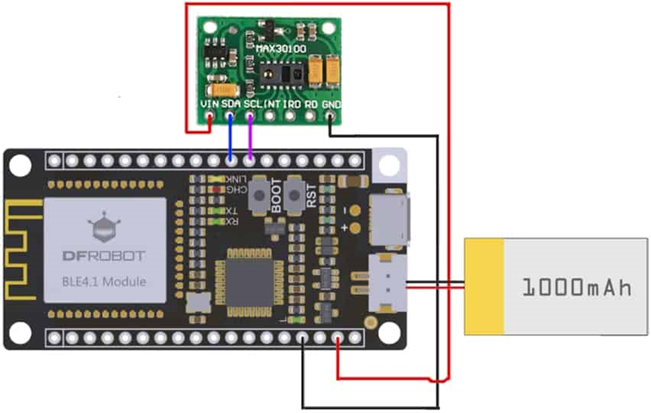 MAX30100
VIN SDA SCL INT IRD RD GND
LINK
CHG
TX
RX
BOOT
RST
- +
L
DFROBOT
BLE4.1 Module
1000mAh